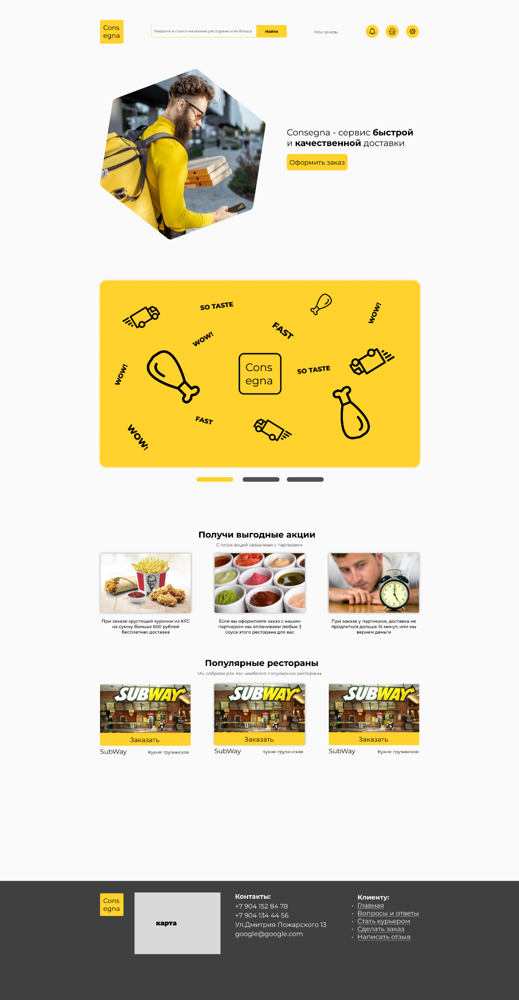 Cons
egna
Введите в поиск название ресторана или блюда
Найти
Мои заказы
Consegna - сервис быстрой
и качественной доставки
Оформить заказ
SO TASTE
WOW!
WOW!
FAST
WOW!
SO TASTE
Cons
egna
FAST
WOW!
Получи выгодные акции
Список акций связанных с партерами
При заказе хрустящей курочки из KFC
на сумму больше 600 рублей
бесплатная доставка
Если вы оформляете заказ с нашим
партнером мы оплачиваем любые 3
соуса этого ресторана для вас
При заказе у партнеров, доставка не
продлиться дольше 15 минут, или мы
вернем деньги
Популярные рестораны
Мы собрали для вас наиболее популярные рестораны
SUBWAY
Заказать
SubWay
Кухня: грузинская
SUBWAY
Заказать
SubWay
Кухня: грузинская
SUBWAY
Заказать
SubWay
Кухня: грузинская
Cons
egna
карта
Контакты:
+7 904 152 84 78
+7 904 134 44 56
Ул.Дмитрия Пожарского 13
google@google.com
Клиенту:
• Главная
• Вопросы и ответы
• Стать курьером
• Сделать заказ
• Написать отзыв